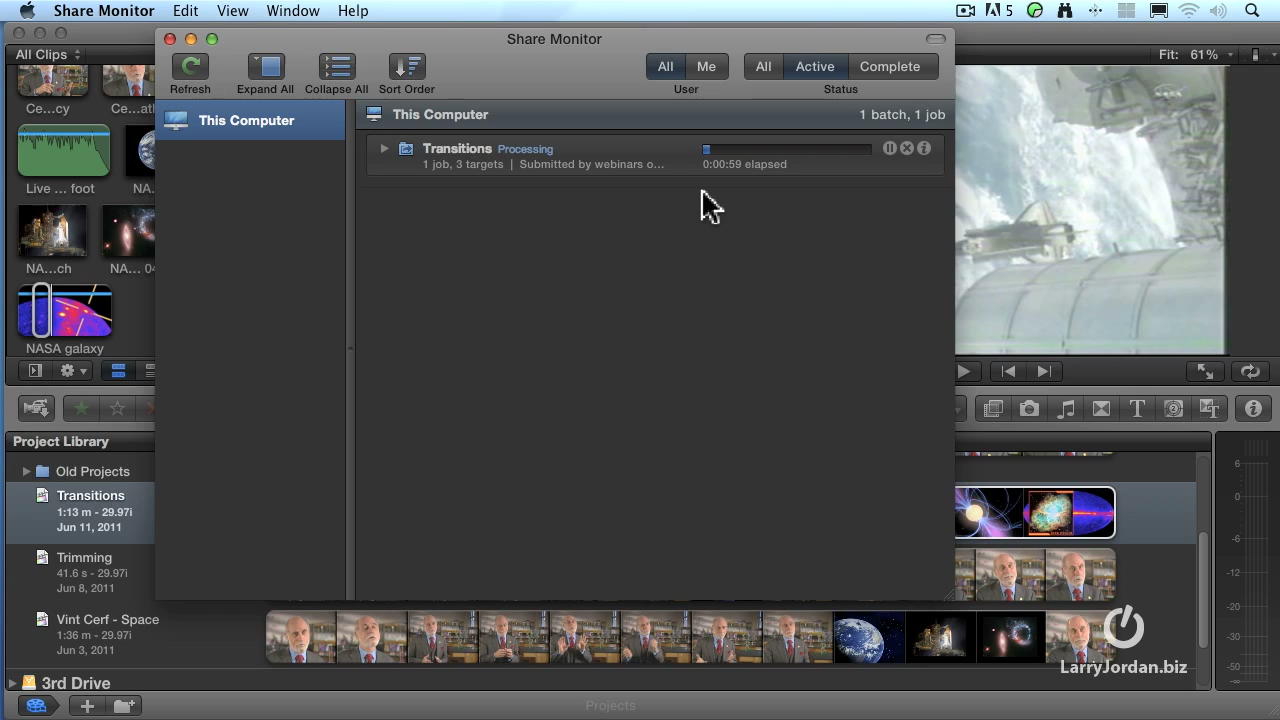 Share Monitor Edit View Window Help 5
All Clips
Share Monitor
Fit: 61%
All Me All Active Complete
Refresh Expand All Collapse All Sort Order User Status
Ce...cy Ce...at
This Computer
This Computer 1 batch, 1 job
Transitions Processing
1 job, 3 targets | Submitted by webinars o... 0:00:59 elapsed
Live ... foot NA.
NA...ch NA... 04
NASA galaxy
Project Library
Old Projects
Transitions
1:13 m - 29.97i
Jun 11, 2011
Trimming
41.6 s - 29.97i
Jun 8, 2011
Vint Cerf - Space
1:36 m - 29.97i
Jun 3, 2011
3rd Drive
Projects
6
0
-6
-12
-20
-30
-50
-∞
LarryJordan.biz